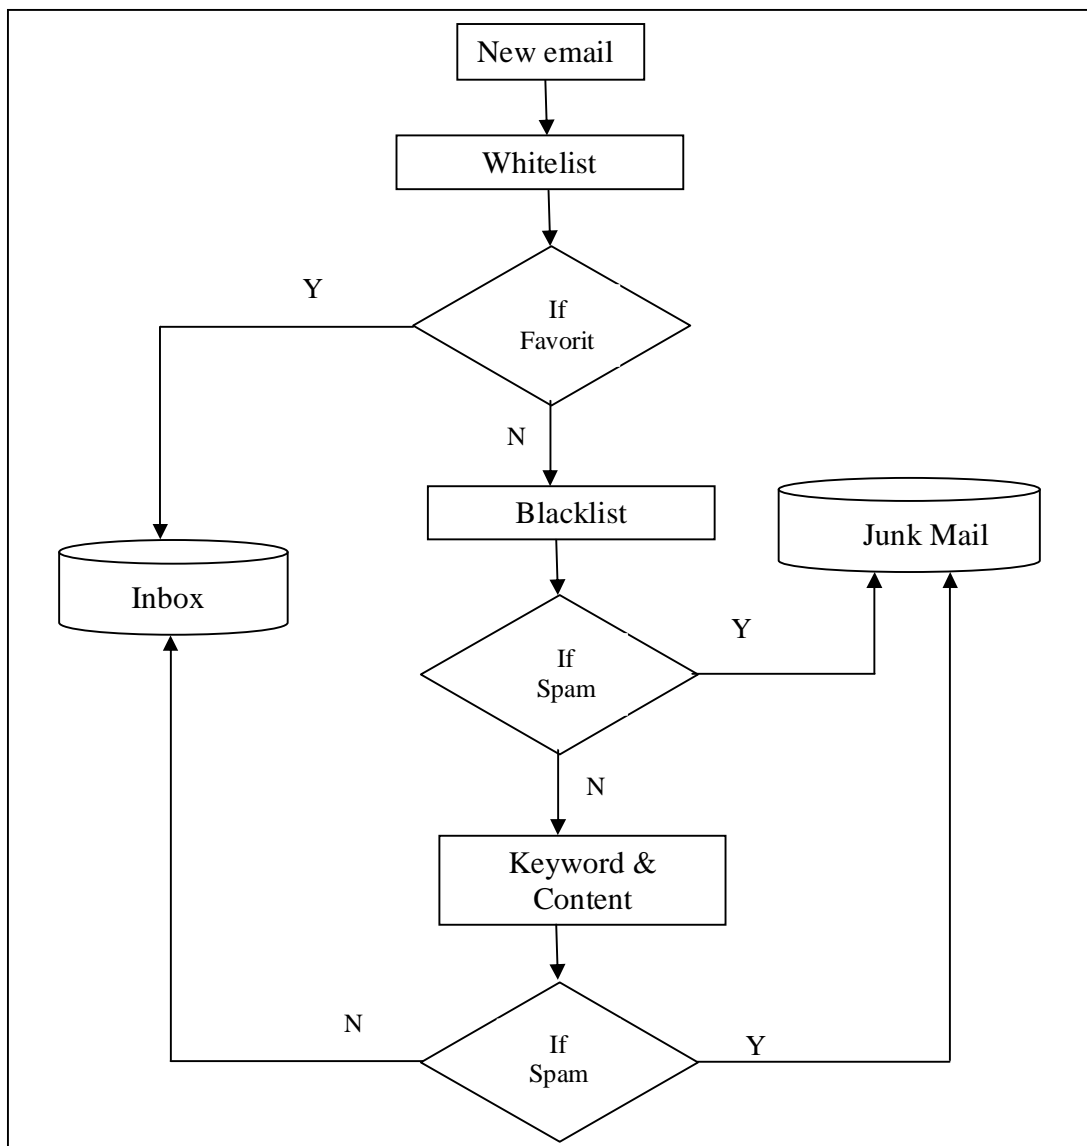 New email
Whitelist
Y
If
Favorit
N
Blacklist
Junk Mail
Inbox
Y
If
Spam
N
Keyword &
Content
N
If
Spam
Y